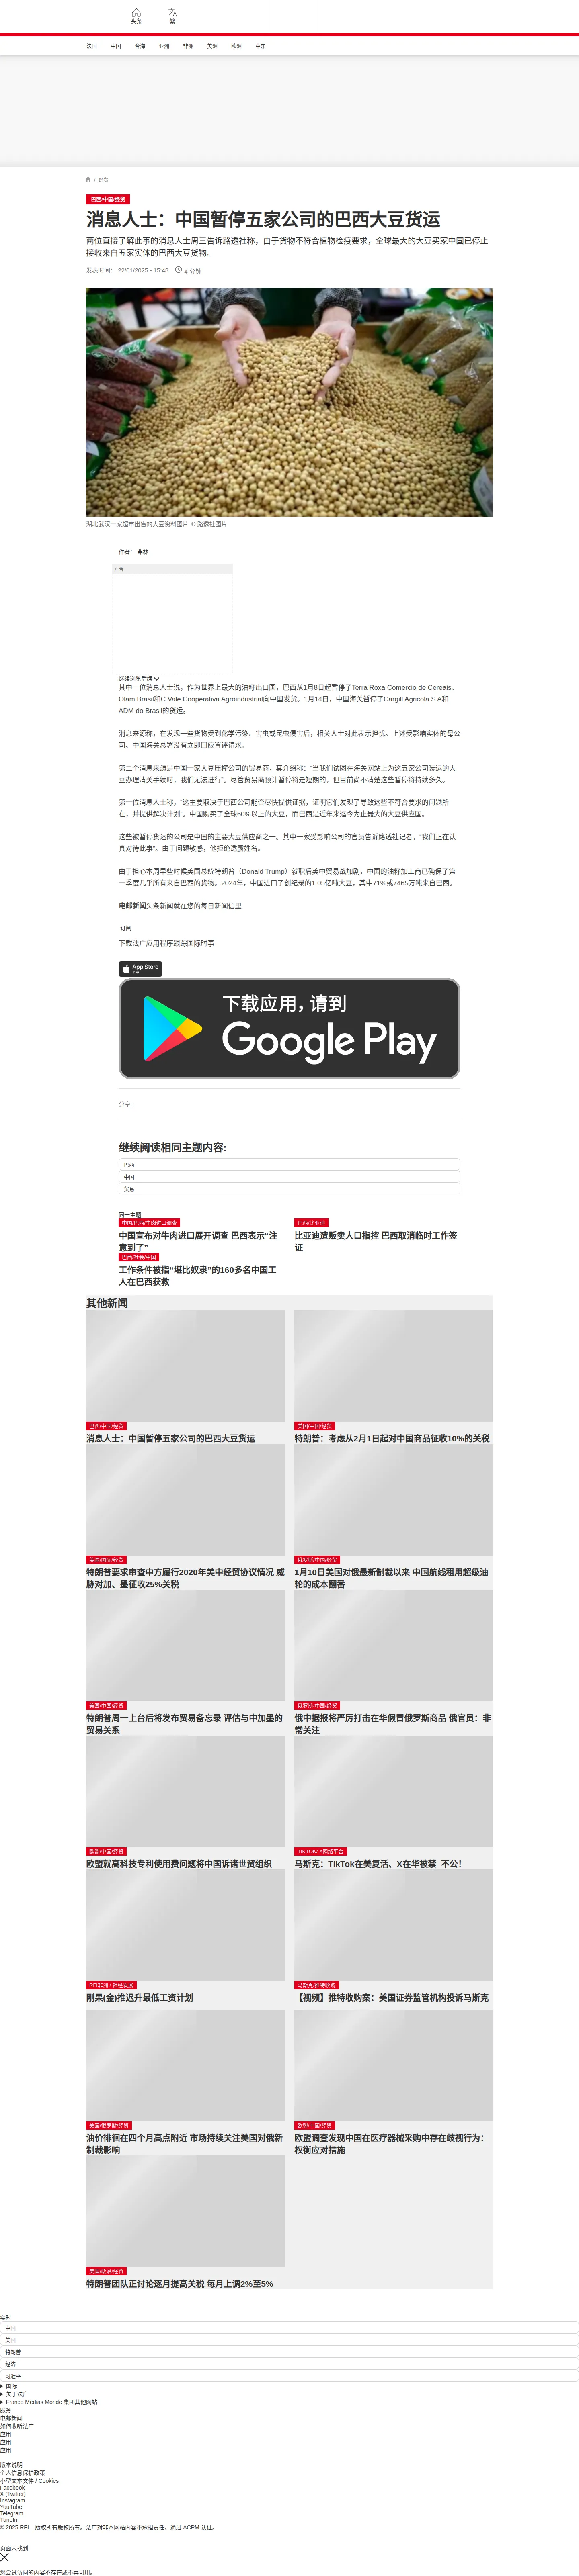 头条
繁
法国
中国
台海
亚洲
非洲
美洲
欧洲
中东
/ 经贸
巴西/中国/经贸
消息人士：中国暂停五家公司的巴西大豆货运
两位直接了解此事的消息人士周三告诉路透社称，由于货物不符合植物检疫要求，全球最大的大豆买家中国已停止
接收来自五家实体的巴西大豆货物。
发表时间： 22/01/2025 - 15:40
4 分钟
湖北武汉一家超市出售的大豆资料图片 © 路透社图片
作者： 弗林
广告
继续浏览后续
其中一位消息人士说，作为世界上最大的油籽出口国，巴西从1月8日起暂停了Terra Roxa Comercio de Cereais、
Olam Brasil和C.Vale Cooperativa Agroindustrial向中国发货。1月14日，中国海关暂停了Cargill Agricola S A和
ADM do Brasil的货运。
消息来源称，在发现一些货物受到化学污染、害虫或昆虫侵害后，相关人士对此表示担忧。上述受影响实体的母公
司、中国海关总署没有立即回应置评请求。
第二个消息来源是中国一家大豆压榨公司的贸易商，其介绍称：“当我们试图在海关网站上为这五家公司装运的大
豆办理清关手续时，我们无法进行”。尽管贸易商预计暂停将是短期的，但目前尚不清楚这些暂停将持续多久。
第一位消息人士称，“这主要取决于巴西公司能否尽快提供证据，证明它们发现了导致这些不符合要求的问题所
在，并提供解决计划”。中国购买了全球60%以上的大豆，而巴西是近年来迄今为止最大的大豆供应国。
这些被暂停货运的公司是中国的主要大豆供应商之一。其中一家受影响公司的官员告诉路透社记者，“我们正在认
真对待此事”。由于问题敏感，他拒绝透露姓名。
由于担心本周早些时候美国总统特朗普（Donald Trump）就职后美中贸易战加剧，中国的油籽加工商已确保了第
一季度几乎所有来自巴西的货物。2024年，中国进口了创纪录的1.05亿吨大豆，其中71%或7465万吨来自巴西。
电邮新闻头条新闻就在您的每日新闻信里
订阅
下载法广应用程序跟踪国际时事
App Store
下载
下载应用，请到
Google Play
分享 :
继续阅读相同主题内容:
巴西
中国
贸易
同一主题
中国/巴西/牛肉进口调查
中国宣布对牛肉进口展开调查 巴西表示“注
意到了”
巴西/比亚迪
比亚迪遭贩卖人口指控 巴西取消临时工作签
证
巴西/社会/中国
工作条件被指“堪比奴隶”的160多名中国工
人在巴西获救
其他新闻
巴西/中国/经贸
消息人士：中国暂停五家公司的巴西大豆货运
美国/中国/经贸
特朗普：考虑从2月1日起对中国商品征收10%的关税
美国/国际/经贸
特朗普要求审查中方履行2020年美中经贸协议情况 威
胁对加、墨征收25%关税
俄罗斯/中国/经贸
1月10日美国对俄最新制裁以来 中国航线租用超级油
轮的成本翻番
美国/中国/经贸
特朗普周一上台后将发布贸易备忘录 评估与中加墨的
贸易关系
俄罗斯/中国/经贸
俄中据报将严厉打击在华假冒俄罗斯商品 俄官员：非
常关注
欧盟/中国/经贸
欧盟就高科技专利使用费问题将中国诉诸世贸组织
TIKTOK/ X网络平台
马斯克：TikTok在美复活、X在华被禁 不公！
RFI非洲 / 社经发展
刚果(金)推迟升最低工资计划
马斯克/推特收购
【视频】推特收购案：美国证券监管机构投诉马斯克
美国/俄罗斯/经贸
油价徘徊在四个月高点附近 市场持续关注美国对俄新
制裁影响
欧盟/中国/经贸
欧盟调查发现中国在医疗器械采购中存在歧视行为：
权衡应对措施
美国/政治/经贸
特朗普团队正讨论逐月提高关税 每月上调2%至5%
实时
中国
美国
特朗普
经济
习近平
国际
关于法广
France Médias Monde 集团其他网站
服务
电邮新闻
如何收听法广
应用
应用
应用
版本说明
个人信息保护政策
小型文本文件 / Cookies
Facebook
X (Twitter)
Instagram
YouTube
Telegram
TuneIn
© 2025 RFI – 版权所有版权所有。法广对非本网站内容不承担责任。通过 ACPM 认证。
页面未找到
您尝试访问的内容不存在或不再可用。